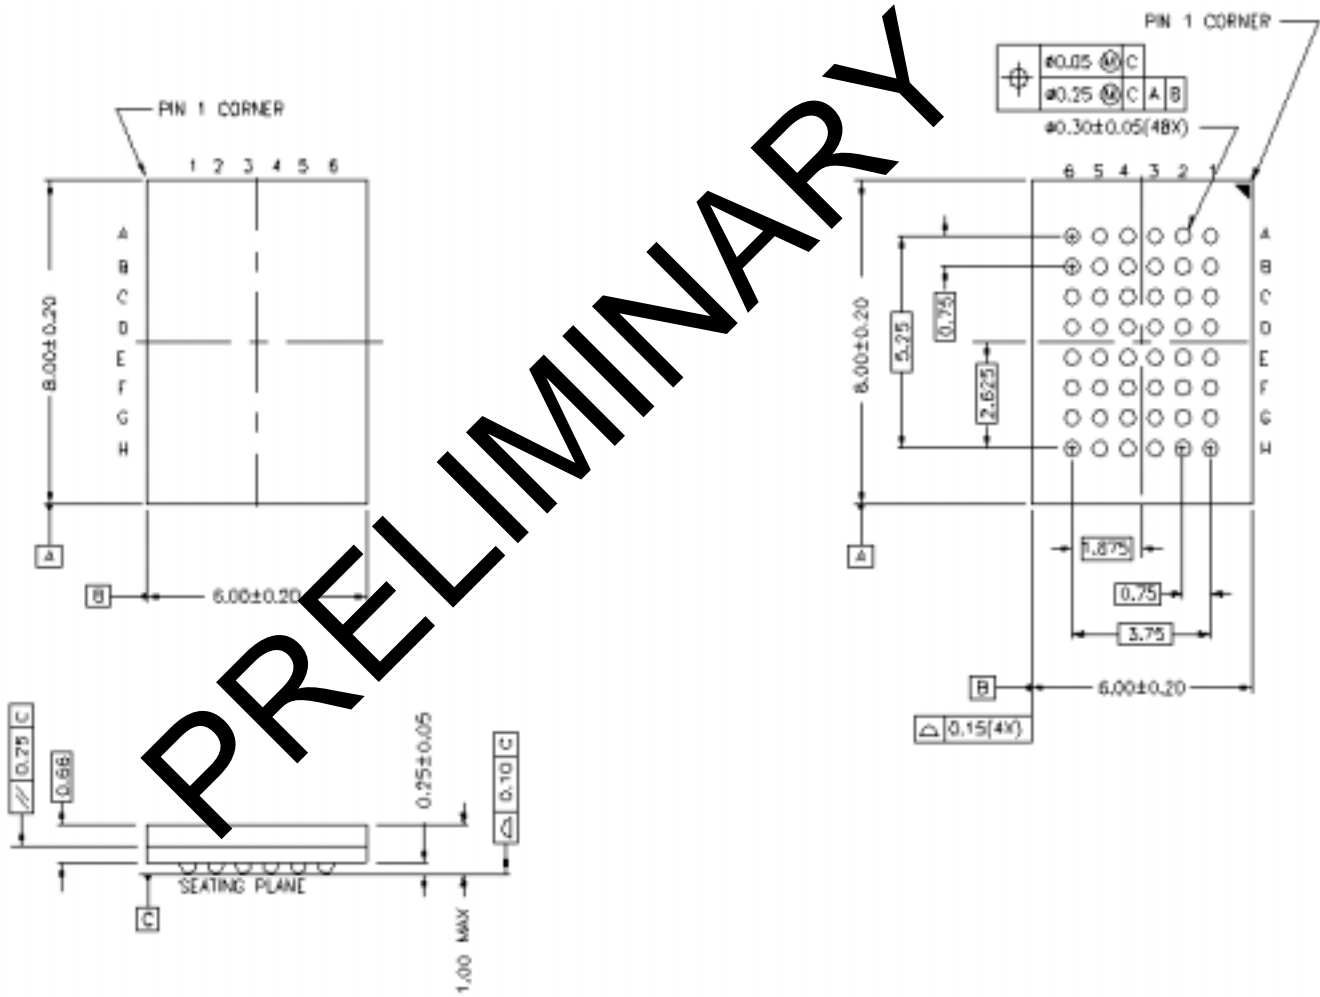 PIN 1 CORNER
1 2 3 4 5 6
A
B
C
D
E
F
G
H
8.00±0.20
A
B
6.00±0.20
PRELIMINARY
PIN 1 CORNER
ø0.05 Ⓜ C
ø0.25 Ⓜ C A B
ø0.30±0.05(48X)
6 5 4 3 2 1
A
B
C
D
E
F
G
H
8.00±0.20
5.25
0.75
2.625
A
1.875
0.75
3.75
B
6.00±0.20
0.15(4X)
// 0.25 C
0.66
0.25±0.05
0.10 C
SEATING PLANE
C
1.00 MAX